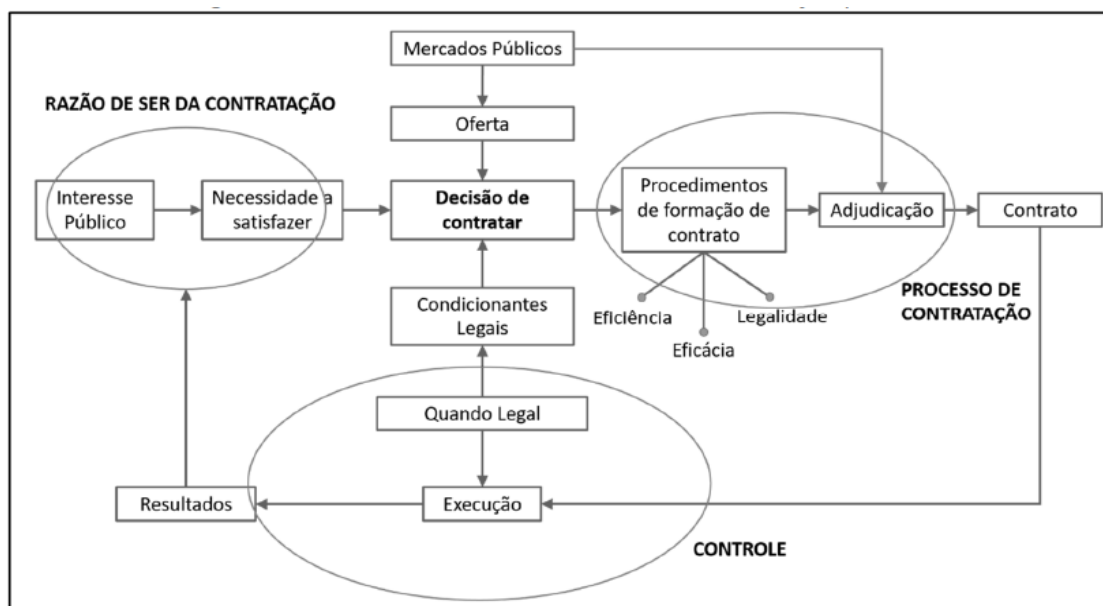 Mercados Públicos
RAZÃO DE SER DA CONTRATAÇÃO
Oferta
Interesse
Público
Necessidade a
satisfazer
Decisão de
contratar
Procedimentos
de formação de
contrato
Adjudicação
Contrato
PROCESSO DE
CONTRATAÇÃO
Eficiência
Legalidade
Eficácia
Condicionantes
Legais
Quando Legal
Resultados
Execução
CONTROLE